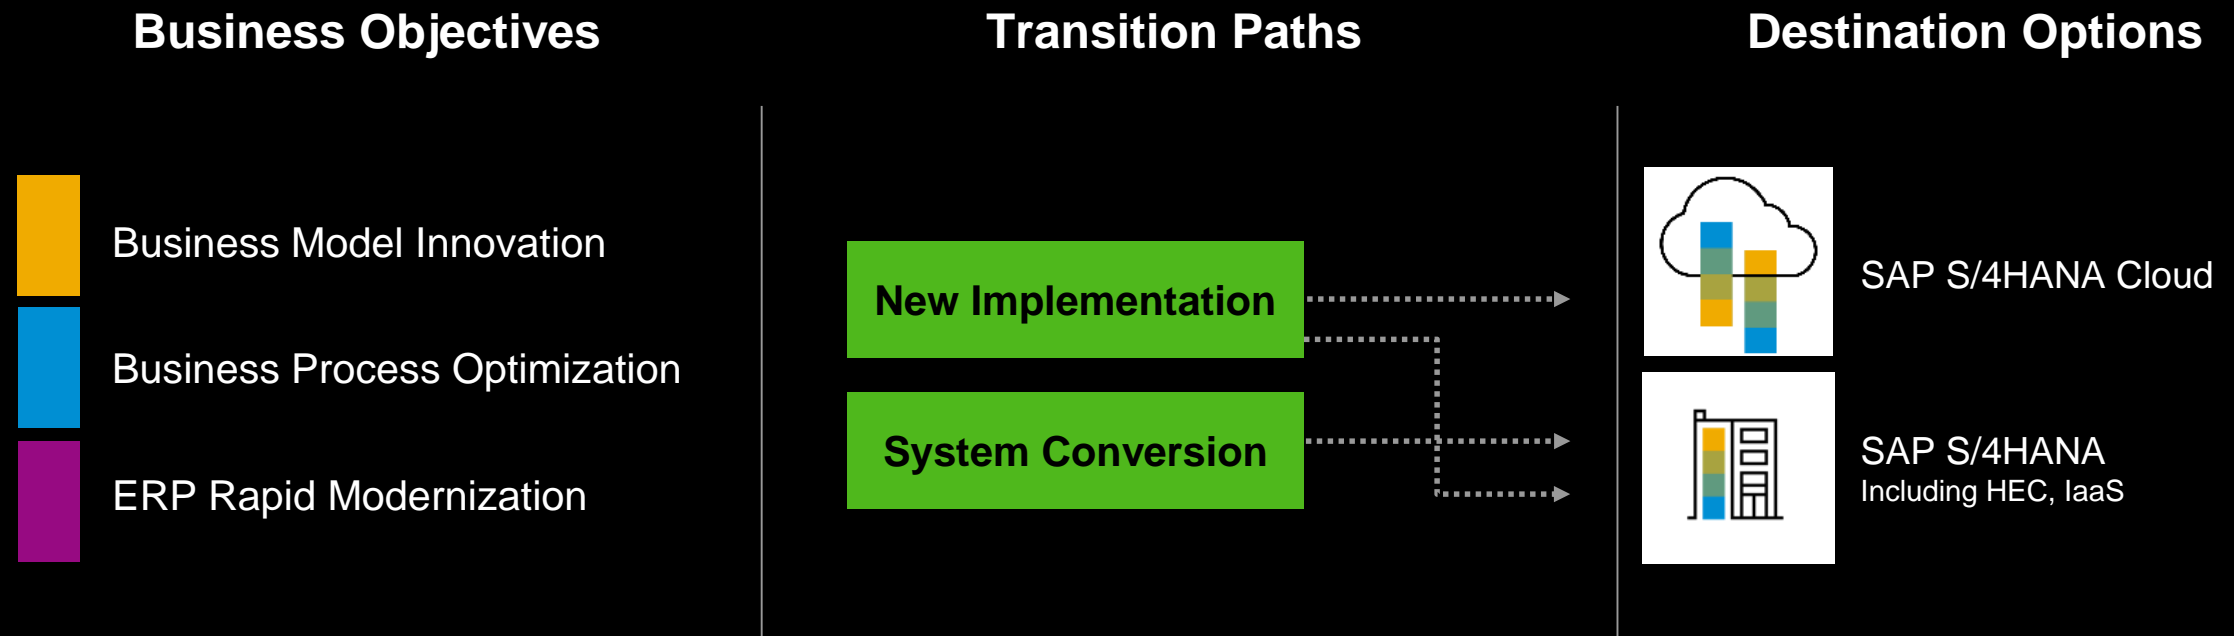 Business Objectives
Transition Paths
Destination Options
Business Model Innovation
Business Process Optimization
ERP Rapid Modernization
New Implementation
System Conversion
SAP S/4HANA Cloud
SAP S/4HANA
Including HEC, IaaS